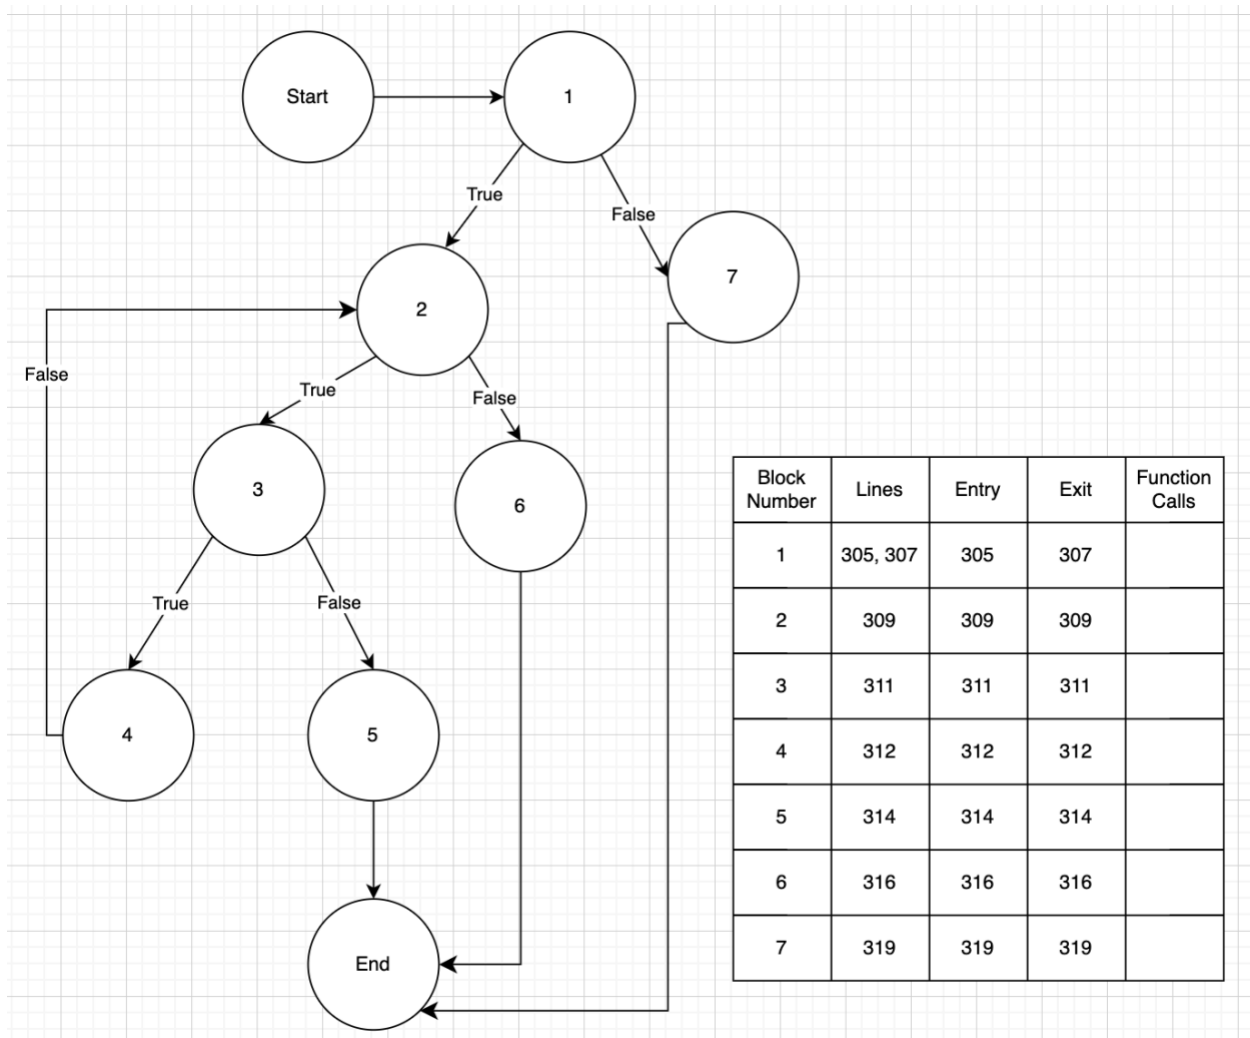 Start
1
True
False
7
2
False
True
False
3
6
True
False
4
5
End
Block Number
Lines
Entry
Exit
Function Calls
1
305, 307
305
307
2
309
309
309
3
311
311
311
4
312
312
312
5
314
314
314
6
316
316
316
7
319
319
319